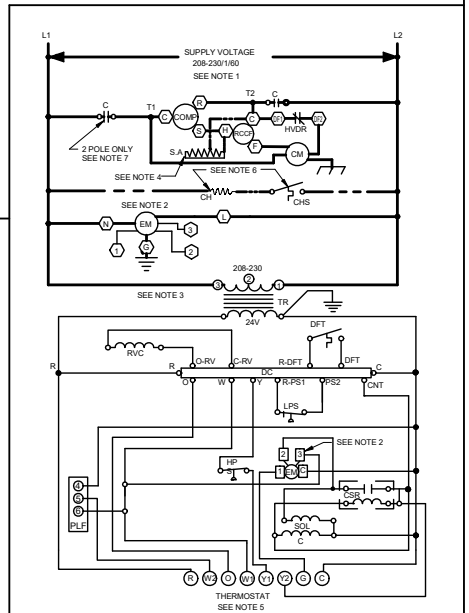 L1 L2
SUPPLY VOLTAGE
208-230/1/60
SEE NOTE 1
C T1 C COMP R T2 C
S H RCCF C DF1 HVDR DF2
2 POLE ONLY
SEE NOTE 7
S.A F CM
SEE NOTE 4 SEE NOTE 6
CH CHS
SEE NOTE 2
N EM L
3
1 G 2
208-230
SEE NOTE 3 3 2 1
TR
24V
DFT
RVC O-RV C-RV R-DFT DFT
R R DC C
O W Y R-PS1 PS2 CNT
LPS
SEE NOTE 2
HP
S
2 3
1 EM C
4
5
6
PLF
CSR
SOL
C
R W2 O W1 Y1 Y2 G C
THERMOSTAT
SEE NOTE 5